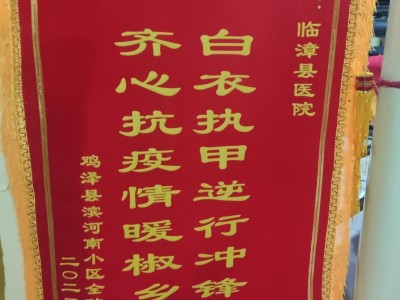 临漳县医院
白衣执甲逆行冲锋
齐心抗疫情暖椒乡
鸡泽县滨河南小区全
二〇二